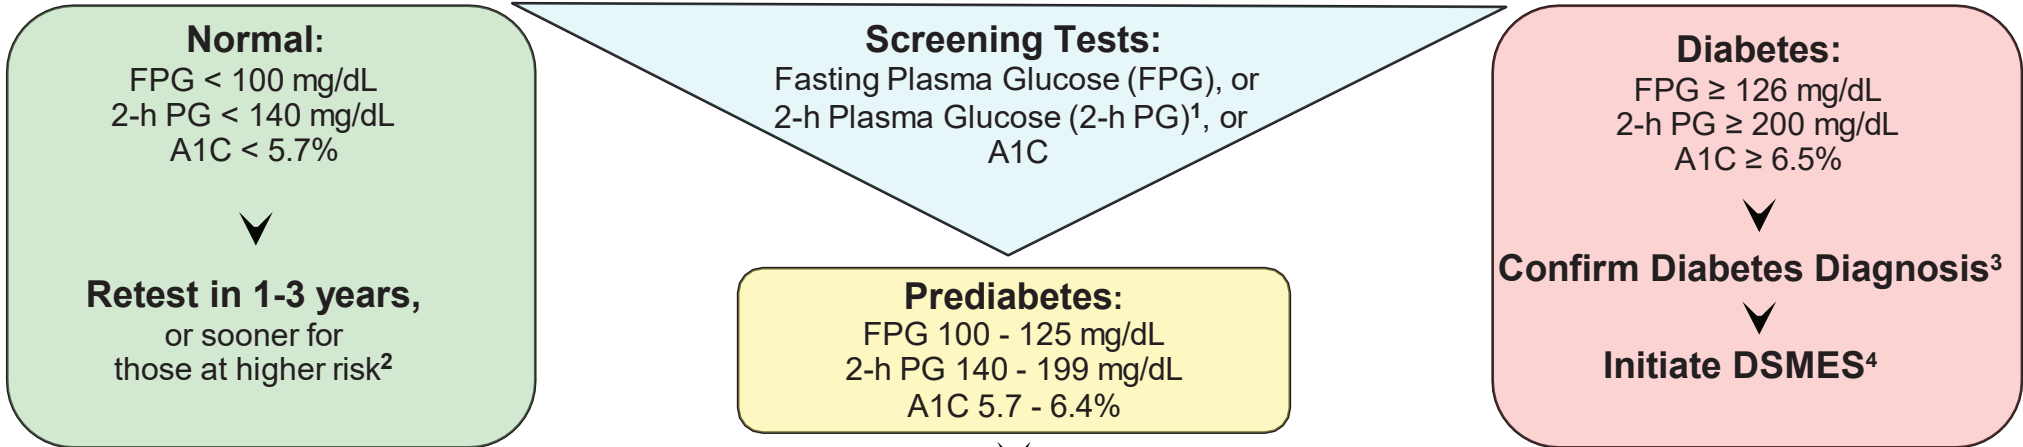 Normal:
FPG < 100 mg/dL
2-h PG < 140 mg/dL
A1C < 5.7%
Retest in 1-3 years,
or sooner for
those at higher risk²
Screening Tests:
Fasting Plasma Glucose (FPG), or
2-h Plasma Glucose (2-h PG)¹, or
A1C
Prediabetes:
FPG 100 - 125 mg/dL
2-h PG 140 - 199 mg/dL
A1C 5.7 - 6.4%
Diabetes:
FPG ≥ 126 mg/dL
2-h PG ≥ 200 mg/dL
A1C ≥ 6.5%
Confirm Diabetes Diagnosis³
Initiate DSMES⁴